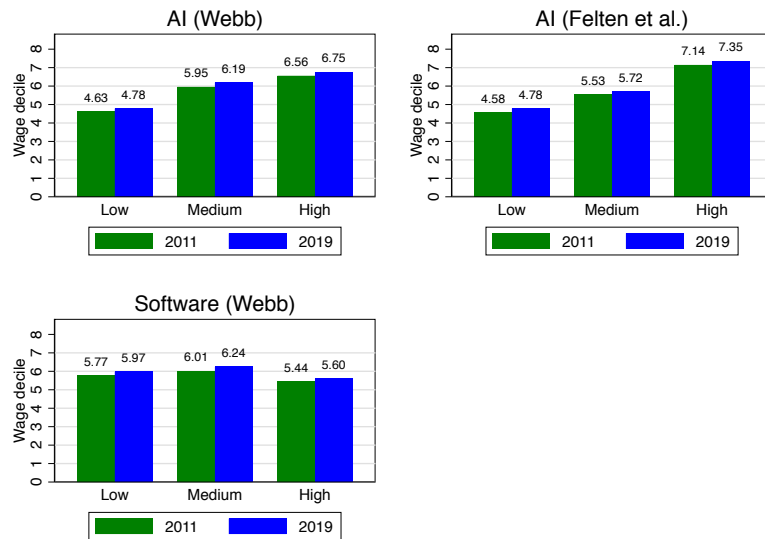 AI (Webb)
Wage decile
0 1 2 3 4 5 6 7 8
4.63 4.78 5.95 6.19 6.56 6.75
Low Medium High
2011 2019
AI (Felten et al.)
Wage decile
0 1 2 3 4 5 6 7 8
4.58 4.78 5.53 5.72 7.14 7.35
Low Medium High
2011 2019
Software (Webb)
Wage decile
0 1 2 3 4 5 6 7 8
5.77 5.97 6.01 6.24 5.44 5.60
Low Medium High
2011 2019